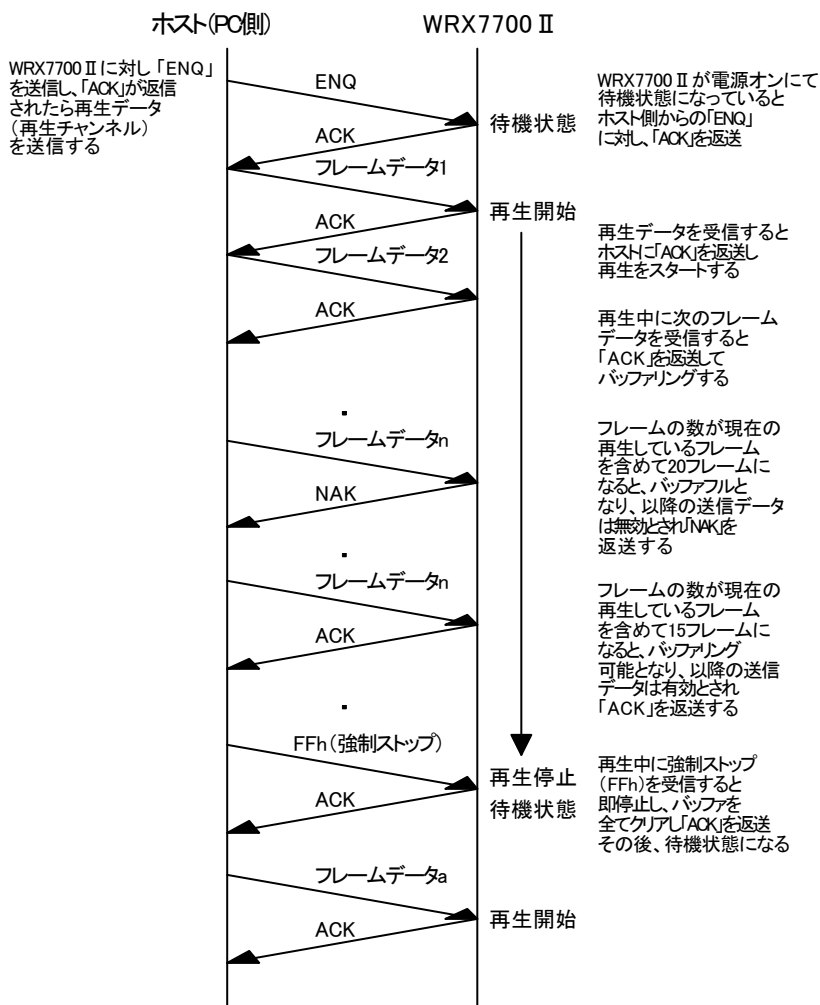 ホスト(PC側)
WRX7700Ⅱ
WRX7700Ⅱに対し「ENQ」
を送信し、「ACK」が返信
されたら再生データ
(再生チャンネル)
を送信する
ENQ
待機状態
WRX7700Ⅱが電源オンにて
待機状態になっていると
ホスト側からの「ENQ」
に対し、「ACK」を返送
ACK
フレームデータ1
再生開始
ACK
フレームデータ2
再生データを受信すると
ホストに「ACK」を返送し
再生をスタートする
ACK
再生中に次のフレーム
データを受信すると
「ACK」を返送して
バッファリングする
フレームデータn
NAK
フレームの数が現在の
再生しているフレーム
を含めて20フレームに
なると、バッファフルと
なり、以降の送信データ
は無効とされ「NAK」を
返送する
フレームデータn
ACK
フレームの数が現在の
再生しているフレーム
を含めて15フレームに
なると、バッファリング
可能となり、以降の送信
データは有効とされ
「ACK」を返送する
FFh(強制ストップ)
再生停止
待機状態
ACK
再生中に強制ストップ
(FFh)を受信すると
即停止し、バッファを
全てクリアし「ACK」を返送
その後、待機状態になる
フレームデータa
再生開始
ACK